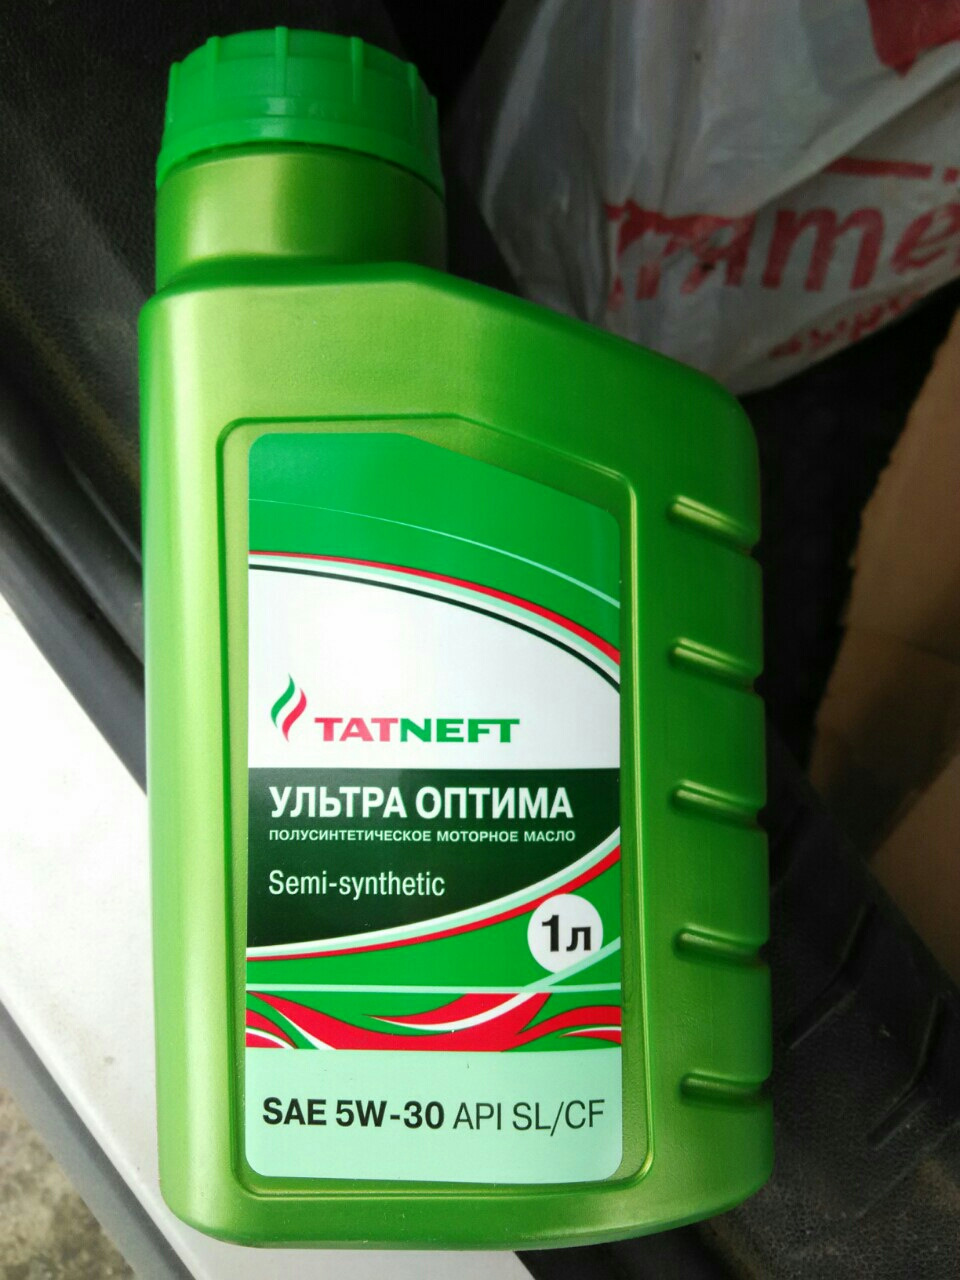 TATNEFT
УЛЬТРА ОПТИМА
ПОЛУСИНТЕТИЧЕСКОЕ МОТОРНОЕ МАСЛО
Semi-synthetic
1л
SAE 5W-30 API SL/CF